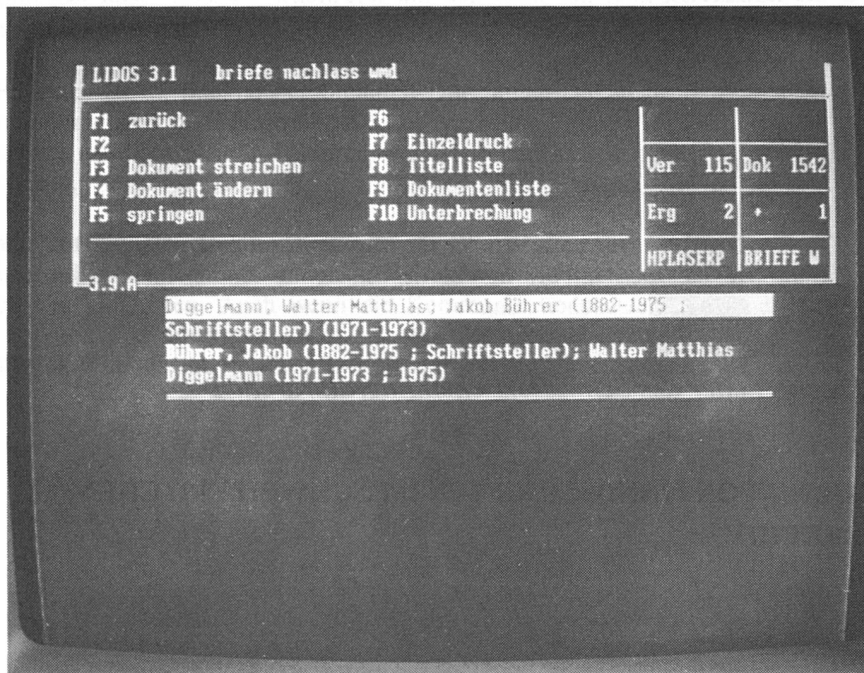 LIDOS 3.1 briefe nachlass wmd
F1 zurück F6
F2 F7 Einzeldruck
F3 Dokument streichen F8 Titelliste Ver 115 Dok 1542
F4 Dokument ändern F9 Dokumentenliste
F5 springen F10 Unterbrechung Erg 2 + 1
HPLASERP BRIEFE W
3.9.A
Diggelmann, Walter Matthias; Jakob Bührer (1882-1975 ;
Schriftsteller) (1971-1973)
Bührer, Jakob (1882-1975 ; Schriftsteller); Walter Matthias
Diggelmann (1971-1973 ; 1975)